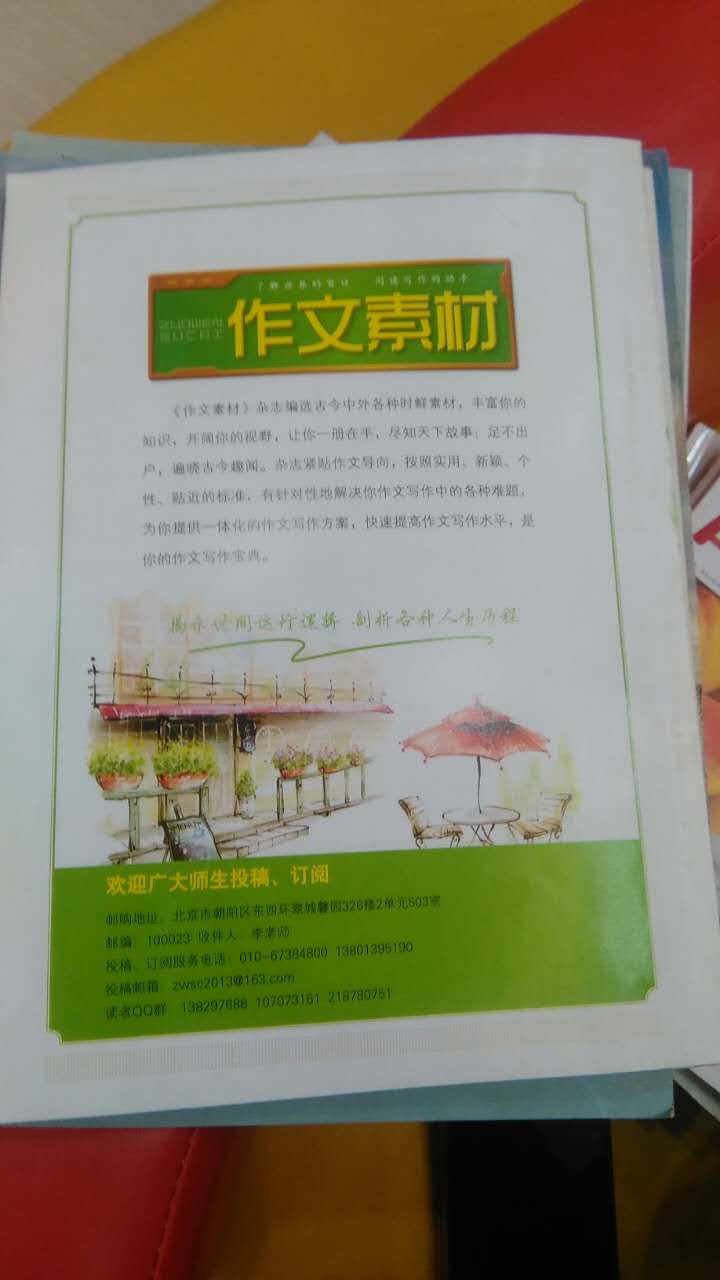 了解世界的窗口 阅读写作的助手
ZUOWEN
SUCAI
作文素材
《作文素材》杂志编选古今中外各种时鲜素材，丰富你的
知识，开阔你的视野，让你一册在手，尽知天下故事；足不出
户，遍晓古今趣闻。杂志紧贴作文导向，按照实用、新颖、个
性、贴近的标准，有针对性地解决你作文写作中的各种难题，
为你提供一体化的作文写作方案，快速提高作文写作水平，是
你的作文写作宝典。
揭示世间运行逻辑 剖析各种人生历程
MENU
欢迎广大师生投稿、订阅
邮购地址：北京市朝阳区东四环翠城馨园326楼2单元503室
邮编：100023 收件人：李老师
投稿、订阅服务电话：010-67384800 13801395190
投稿邮箱：zwsc2013@163.com
读者QQ群：138297688 107073161 218780751